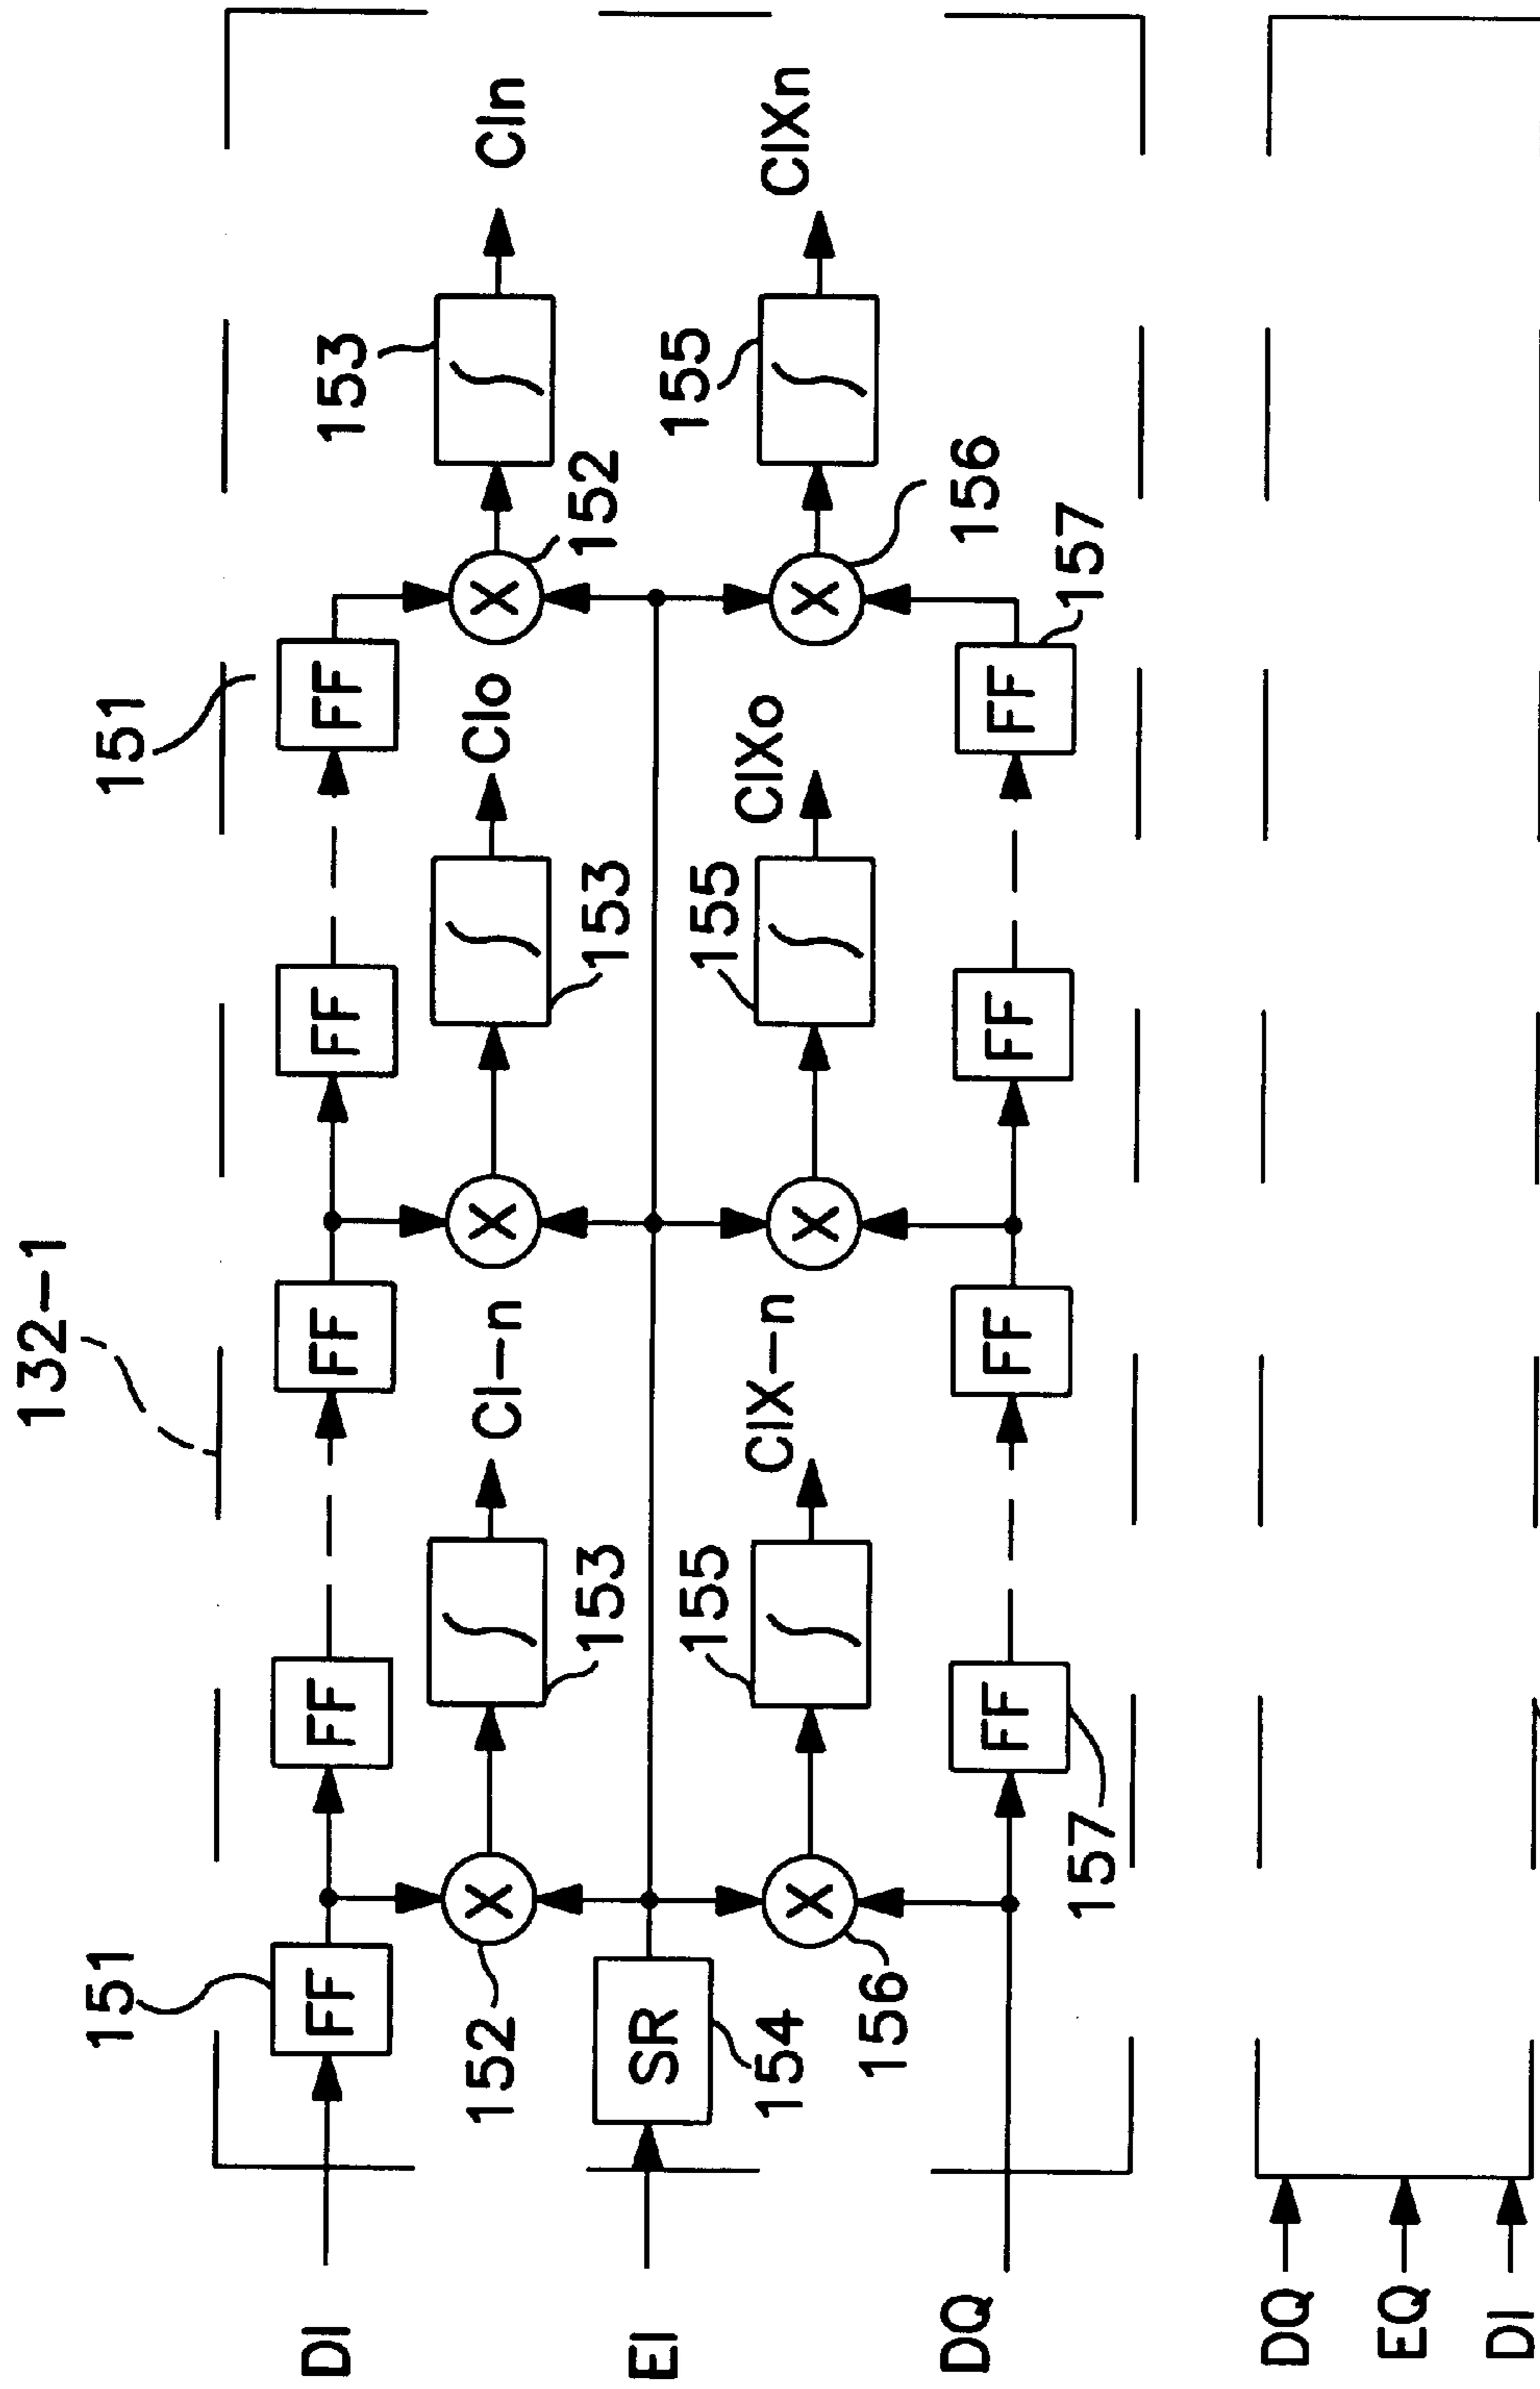 132-1
151
151
FF
FF
FF
FF
FF
CI-n
CIo
CIn
153
153
153
152
152
DI
EI
SR
154
DQ
CIX-n
CIXo
CIXn
155
155
155
156
156
FF
FF
FF
FF
157
157
X
X
X
X
X
X
DQ
EQ
DI